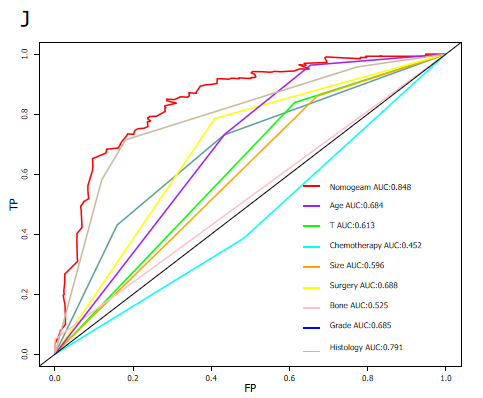 J
1.0
0.8
0.6
0.4
0.2
0.0
TP
Nomogeam AUC:0.848
Age AUC:0.684
T AUC:0.613
Chemotherapy AUC:0.452
Size AUC:0.596
Surgery AUC:0.688
Bone AUC:0.525
Grade AUC:0.685
Histology AUC:0.791
0.0 0.2 0.4 0.6 0.8 1.0
FP